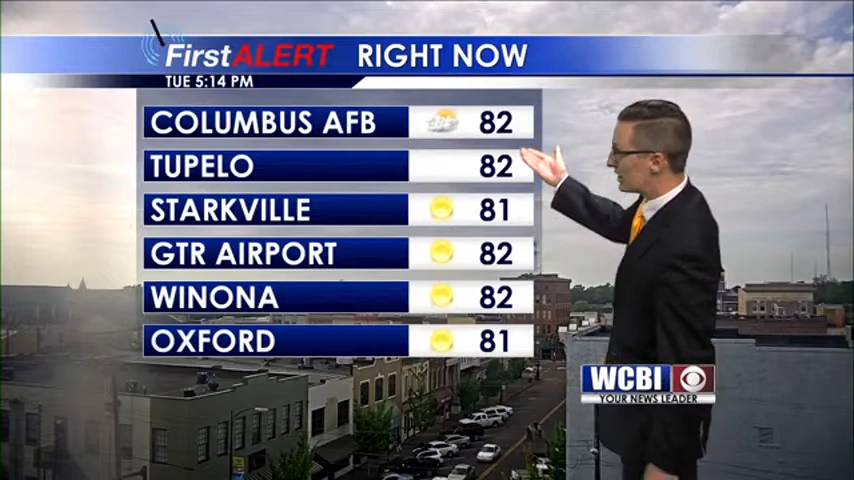 FirstALERT RIGHT NOW
TUE 5:14 PM
COLUMBUS AFB 82
TUPELO 82
STARKVILLE 81
GTR AIRPORT 82
WINONA 82
OXFORD 81
WCBI
YOUR NEWS LEADER